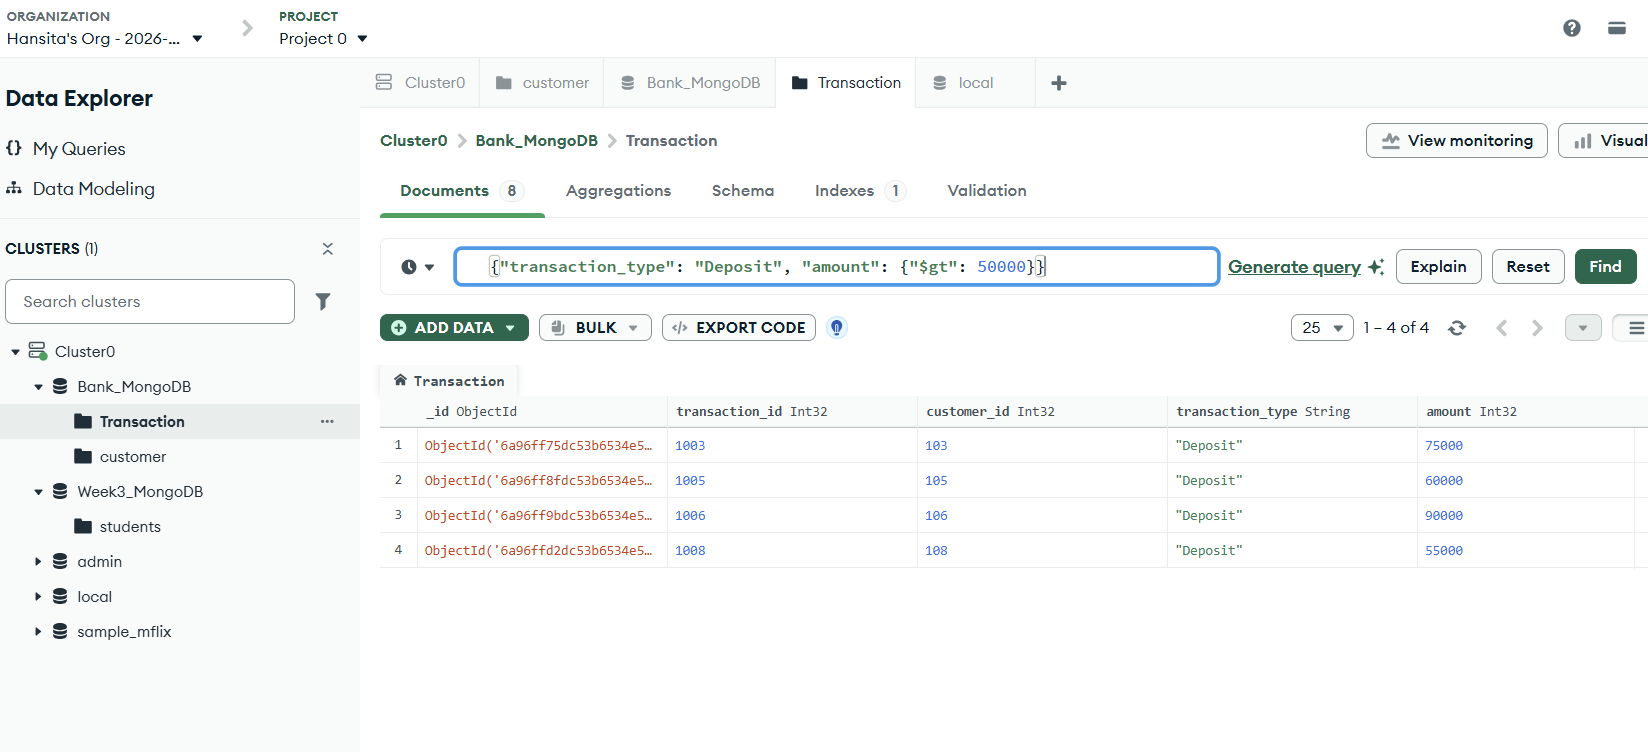 ORGANIZATION
Hansita's Org - 2026-...
PROJECT
Project 0
Data Explorer
My Queries
Data Modeling
CLUSTERS (1)
Search clusters
Cluster0
Bank_MongoDB
Transaction
customer
Week3_MongoDB
students
admin
local
sample_mflix
Cluster0 customer Bank_MongoDB Transaction local
Cluster0 > Bank_MongoDB > Transaction
View monitoring Visual
Documents 8 Aggregations Schema Indexes 1 Validation
{"transaction_type": "Deposit", "amount": {"$gt": 50000}}
Generate query Explain Reset Find
ADD DATA BULK EXPORT CODE
25 1 – 4 of 4
Transaction
_id ObjectId transaction_id Int32 customer_id Int32 transaction_type String amount Int32
1 ObjectId('6a96ff75dc53b6534e5… 1003 103 "Deposit" 75000
2 ObjectId('6a96ff8fdc53b6534e5… 1005 105 "Deposit" 60000
3 ObjectId('6a96ff9bdc53b6534e5… 1006 106 "Deposit" 90000
4 ObjectId('6a96ffd2dc53b6534e5… 1008 108 "Deposit" 55000